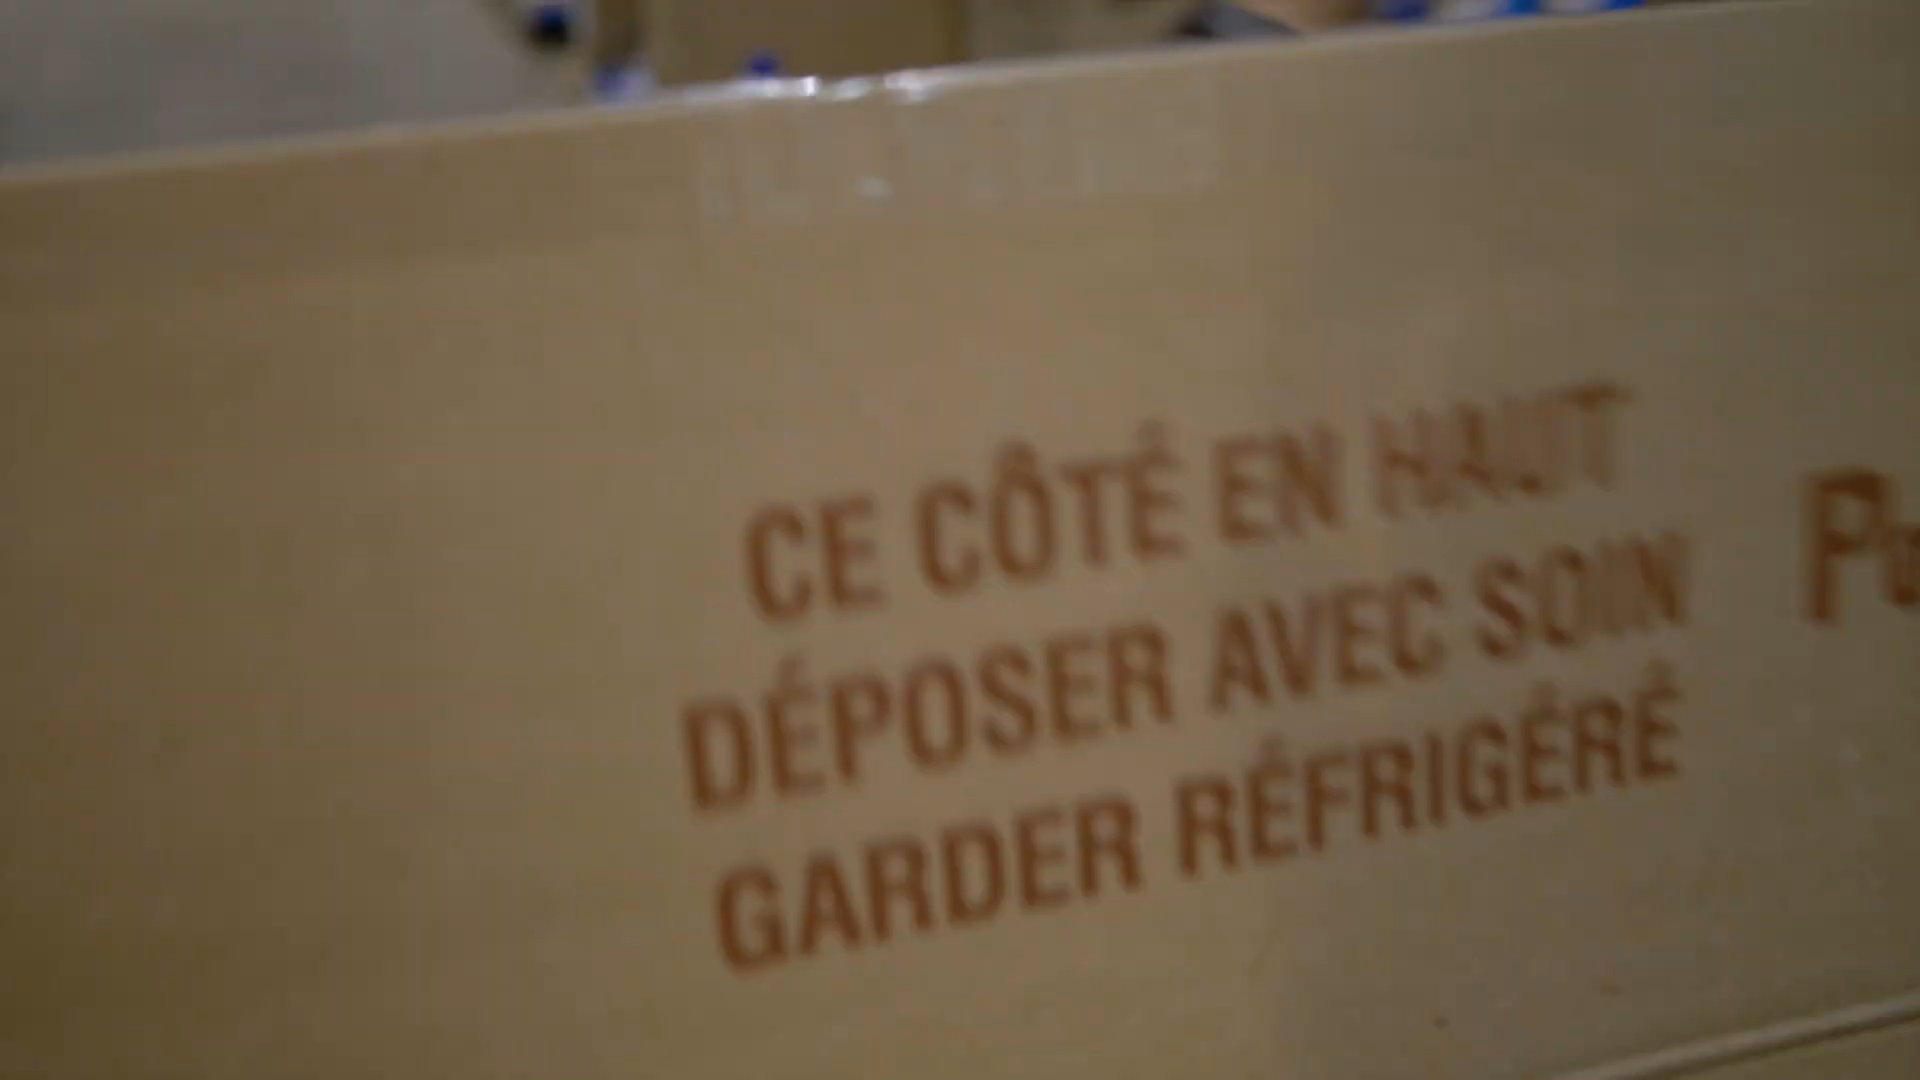 CE CÔTÉ EN HAUT
DÉPOSER AVEC SOIN
GARDER RÉFRIGÉRÉ